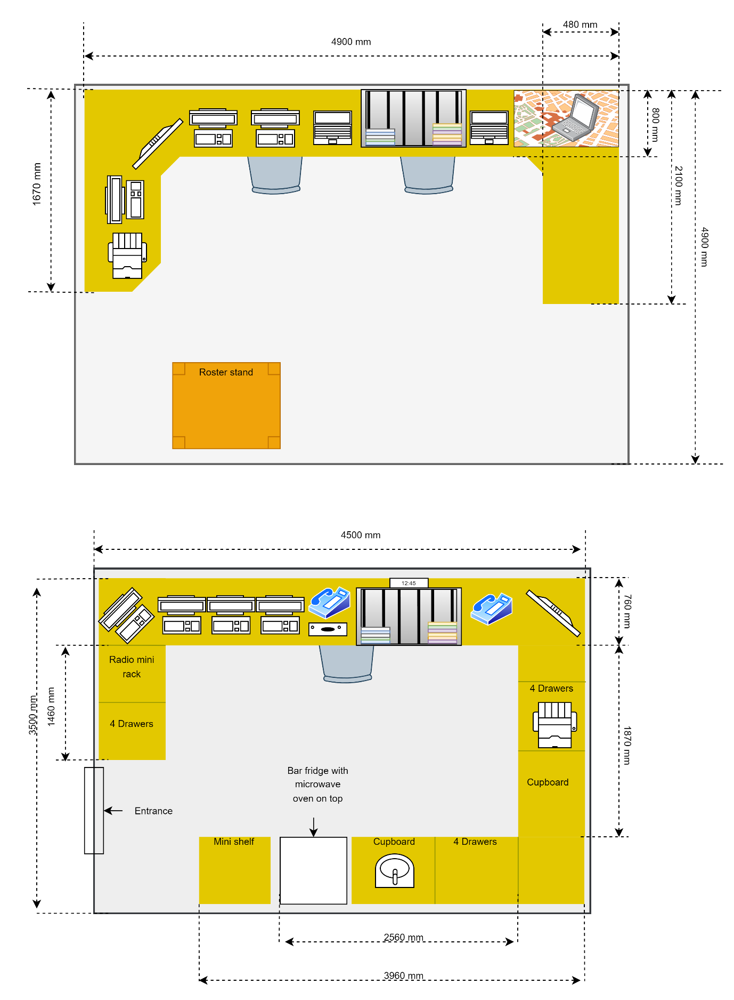 480 mm
4900 mm
800 mm
1670 mm
2100 mm
4900 mm
Roster stand
4500 mm
12:45
760 mm
Radio mini
rack
4 Drawers
3500 mm
1460 mm
4 Drawers
1870 mm
Bar fridge with
microwave
oven on top
Cupboard
Entrance
Mini shelf
Cupboard
4 Drawers
2560 mm
3960 mm